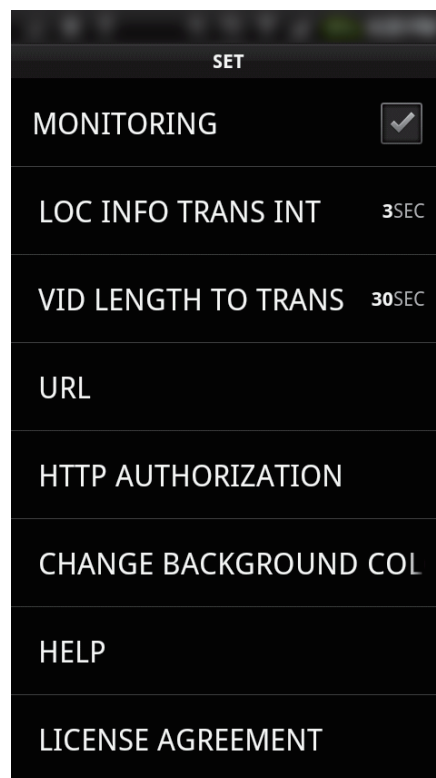 SET
MONITORING
LOC INFO TRANS INT 3SEC
VID LENGTH TO TRANS 30SEC
URL
HTTP AUTHORIZATION
CHANGE BACKGROUND COL
HELP
LICENSE AGREEMENT